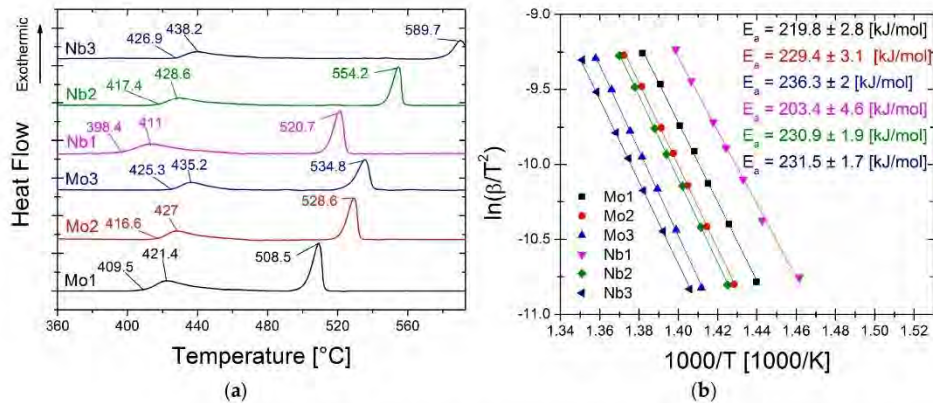 Exothermic
Heat Flow
Nb3
426.9
438.2
589.7
Nb2
417.4
428.6
554.2
Nb1
398.4
411
520.7
Mo3
425.3
435.2
534.8
Mo2
416.6
427
528.6
Mo1
409.5
421.4
508.5
360 400 440 480 520 560
Temperature [°C]
(a)
ln(β/T²)
-9.0
-9.5
-10.0
-10.5
-11.0
Eₐ = 219.8 ± 2.8 [kJ/mol]
Eₐ = 229.4 ± 3.1 [kJ/mol]
Eₐ = 236.3 ± 2 [kJ/mol]
Eₐ = 203.4 ± 4.6 [kJ/mol]
Eₐ = 230.9 ± 1.9 [kJ/mol]
Eₐ = 231.5 ± 1.7 [kJ/mol]
Mo1
Mo2
Mo3
Nb1
Nb2
Nb3
1.34 1.36 1.38 1.40 1.42 1.44 1.46 1.48 1.50 1.52
1000/T [1000/K]
(b)